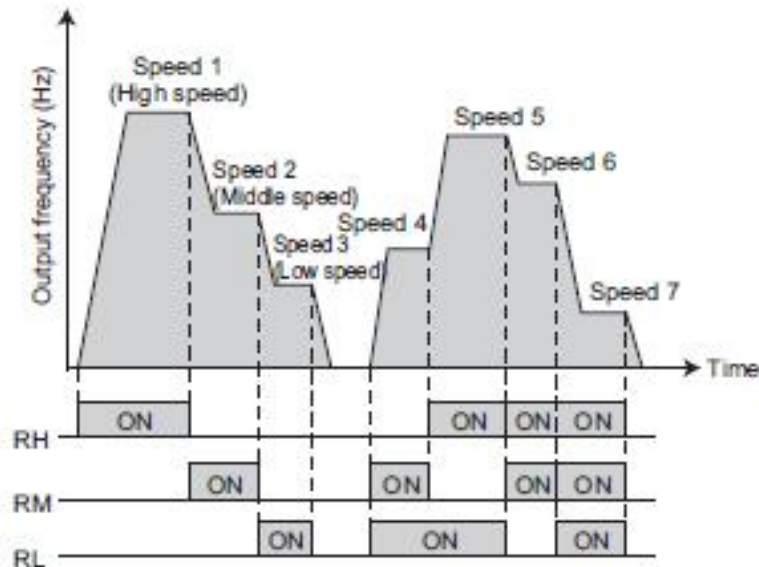 Output frequency (Hz)
Speed 1
(High speed)
Speed 2
(Middle speed)
Speed 3
(Low speed)
Speed 4
Speed 5
Speed 6
Speed 7
Time
RH
ON
ON
ON
ON
RM
ON
ON
ON
ON
RL
ON
ON
ON